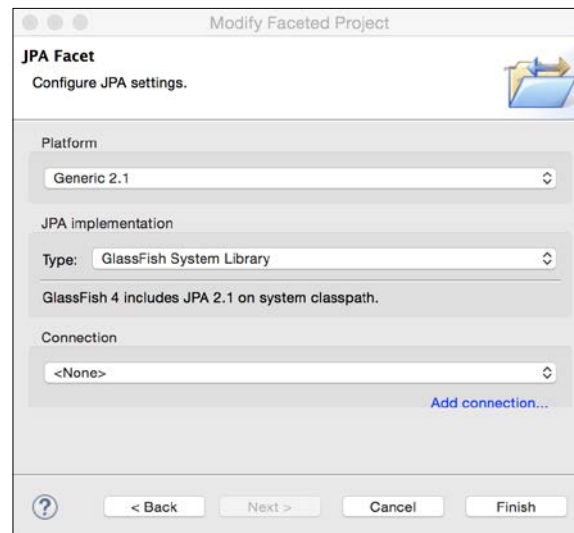 Modify Faceted Project
JPA Facet
Configure JPA settings.
Platform
Generic 2.1
JPA implementation
Type: GlassFish System Library
GlassFish 4 includes JPA 2.1 on system classpath.
Connection
<None>
Add connection...
? < Back Next > Cancel Finish